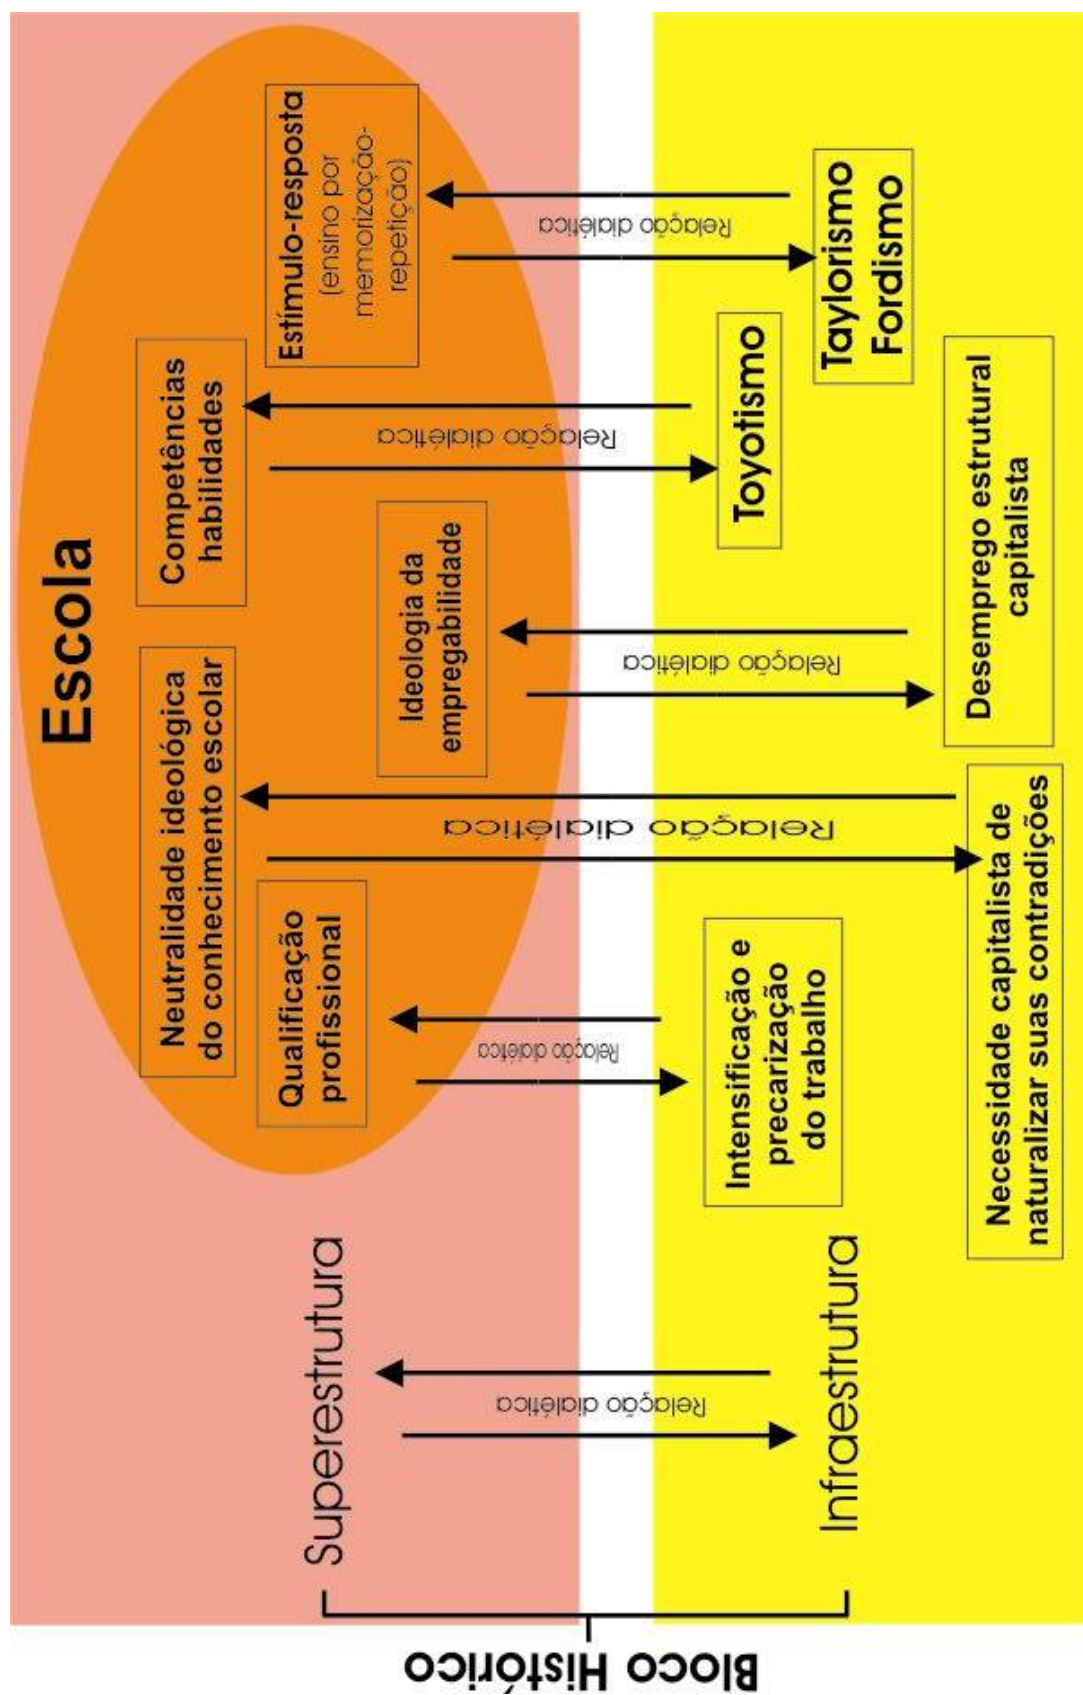 Escola
Neutralidade ideológica
do conhecimento escolar
Competências
habilidades
Qualificação
profissional
Ideologia da
empregabilidade
Estímulo-resposta
(ensino por
memorização-
repetição)
Superestrutura
Bloco Histórico
Relação dialética
Relação dialética
Relação dialética
Relação dialética
Relação dialética
Relação dialética
Infraestrutura
Intensificação e
precarização
do trabalho
Toyotismo
Taylorismo
Fordismo
Necessidade capitalista de
naturalizar suas contradições
Desemprego estrutural
capitalista